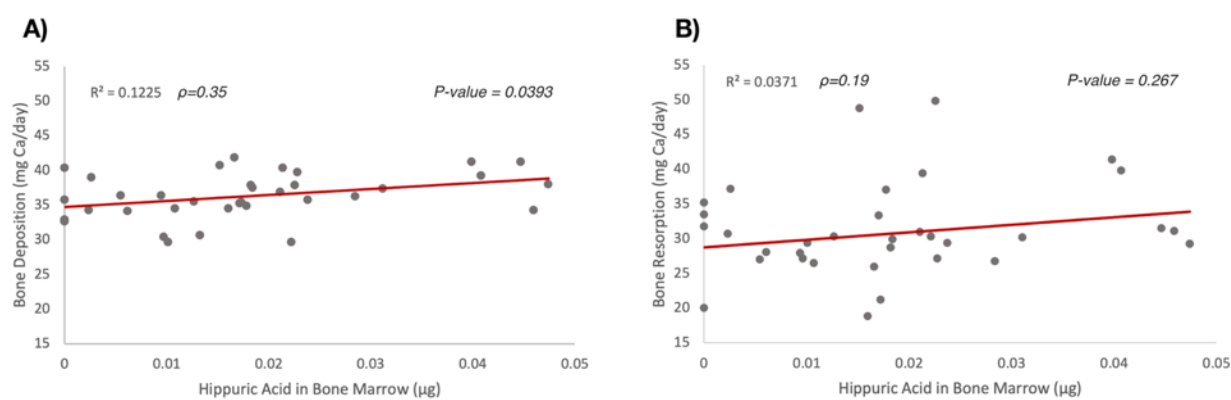 A)
R² = 0.1225 ρ=0.35 P-value = 0.0393
Bone Deposition (mg Ca/day)
55
50
45
40
35
30
25
20
15
0 0.01 0.02 0.03 0.04 0.05
Hippuric Acid in Bone Marrow (µg)
B)
R² = 0.0371 ρ=0.19 P-value = 0.267
Bone Resorption (mg Ca/day)
55
50
45
40
35
30
25
20
15
0 0.01 0.02 0.03 0.04 0.05
Hippuric Acid in Bone Marrow (µg)